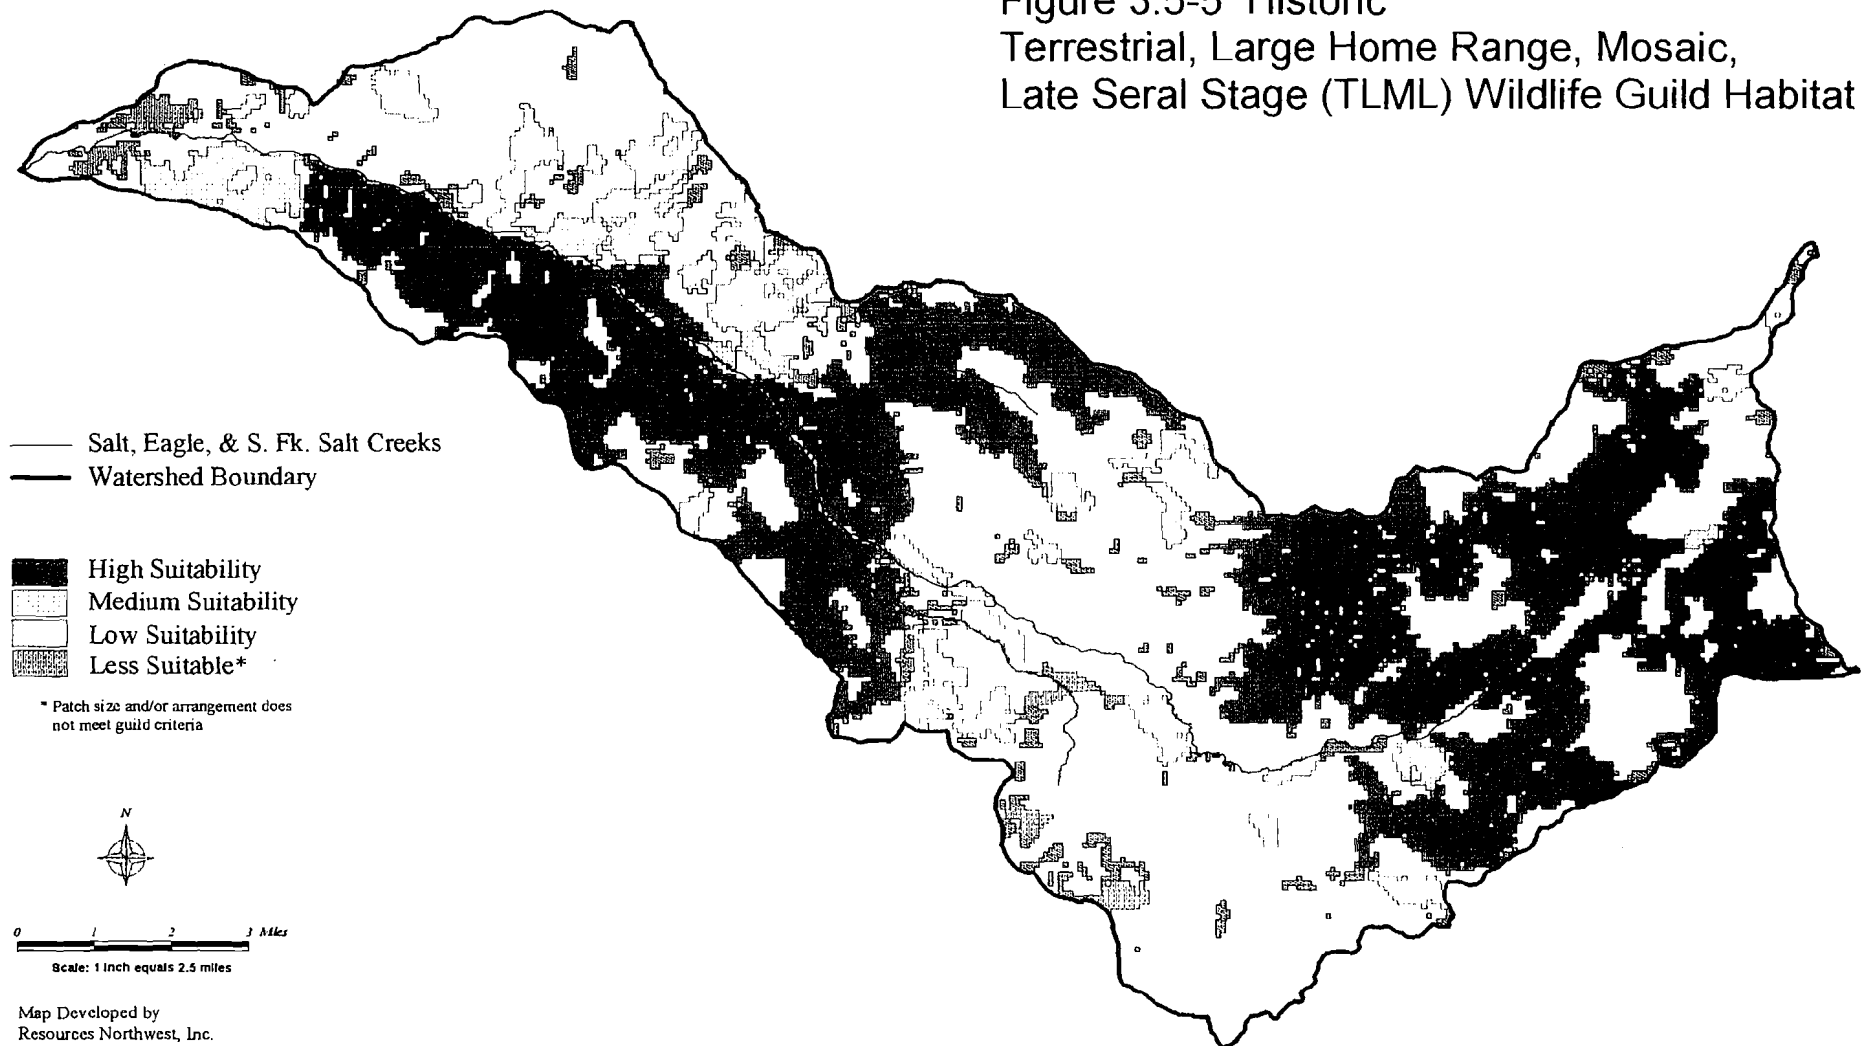 Figure 3.5-5 Historic
Terrestrial, Large Home Range, Mosaic,
Late Seral Stage (TLML) Wildlife Guild Habitat
Salt, Eagle, & S. Fk. Salt Creeks
Watershed Boundary
High Suitability
Medium Suitability
Low Suitability
Less Suitable*
* Patch size and/or arrangement does
not meet guild criteria
N
0 1 2 3 Miles
Scale: 1 inch equals 2.5 miles
Map Developed by
Resources Northwest, Inc.